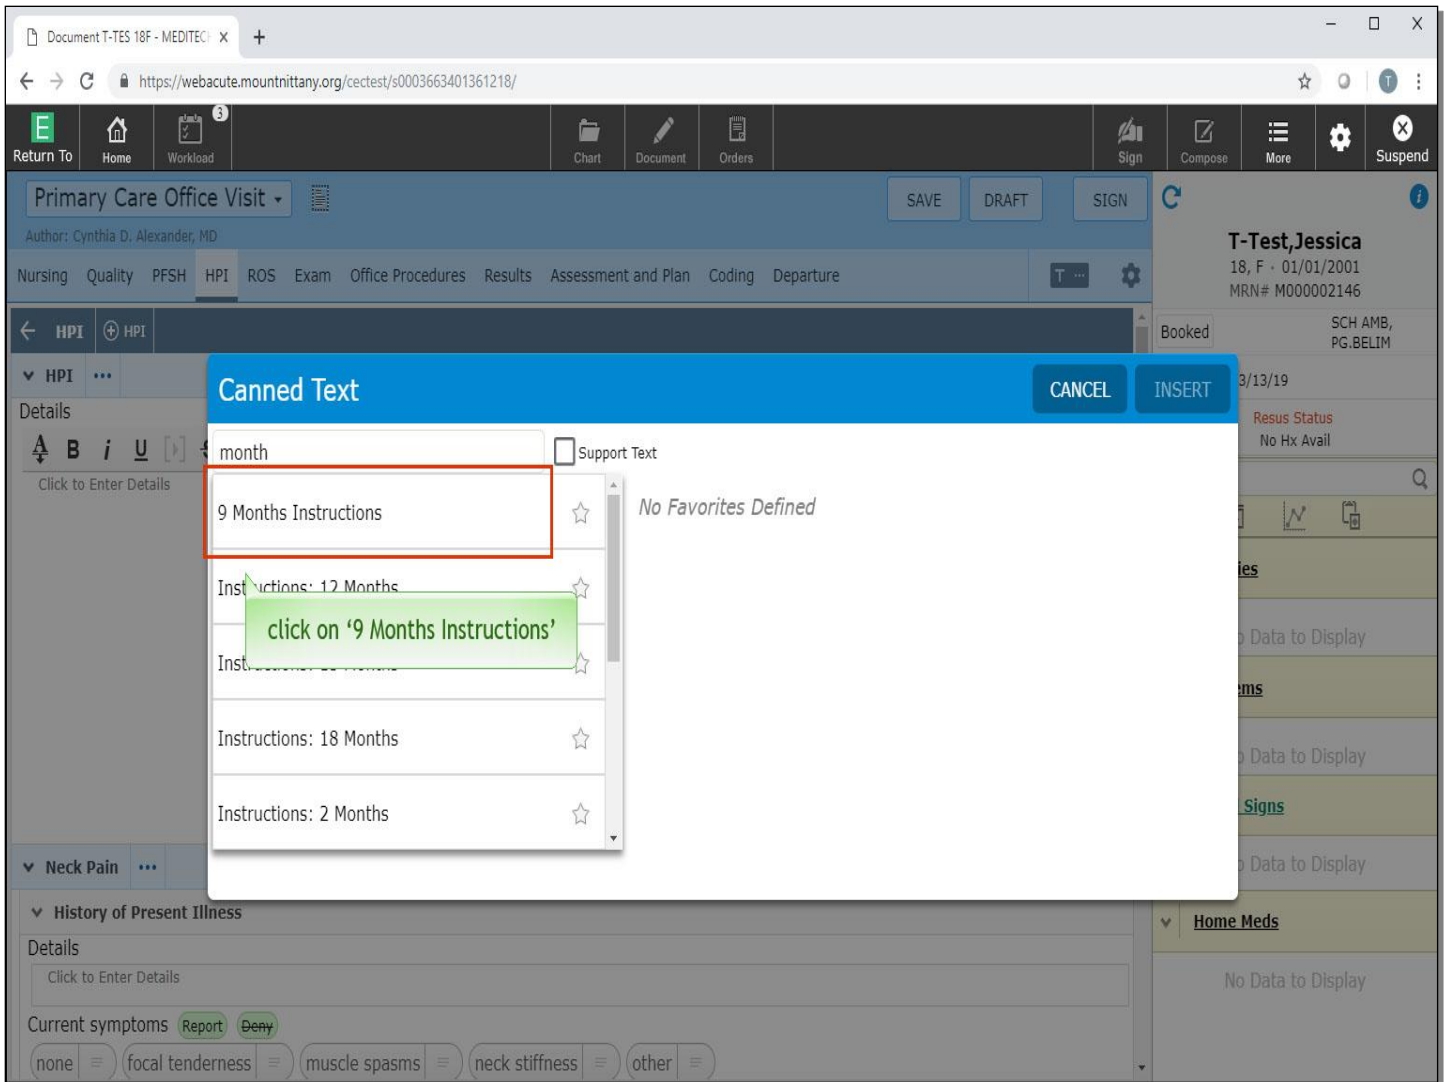 Document T-TES 18F - MEDITEC
https://webacute.mountnittany.org/cectest/s0003663401361218/
E
3
Return To
Home
Workload
Chart
Document
Orders
Sign
Compose
More
Suspend
Primary Care Office Visit
SAVE
DRAFT
SIGN
Author: Cynthia D. Alexander, MD
T-Test,Jessica
18, F · 01/01/2001
MRN# M000002146
Nursing Quality PFSH HPI ROS Exam Office Procedures Results Assessment and Plan Coding Departure
T ...
HPI
HPI
Booked
SCH AMB,
PG.BELIM
HPI
Canned Text
CANCEL
INSERT
3/13/19
Details
Resus Status
No Hx Avail
B i U
month
Support Text
Click to Enter Details
9 Months Instructions
No Favorites Defined
Instructions: 12 Months
ies
click on ‘9 Months Instructions’
Data to Display
ems
Instructions: 18 Months
Data to Display
Instructions: 2 Months
Signs
Neck Pain
Data to Display
History of Present Illness
Home Meds
Details
Click to Enter Details
No Data to Display
Current symptoms Report Deny
none
focal tenderness
muscle spasms
neck stiffness
other